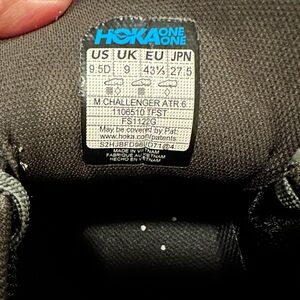 HOKA ONE ONE
US UK EU JPN
9.5D 9 43⅓ 27.5
M CHALLENGER ATR 6
1106510 TFST
FS1122G
May be covered by Pat:
www.hoka.com/patents
MADE IN VIETNAM
FABRIQUE AU VIETNAM
HECHO EN VIETNAM